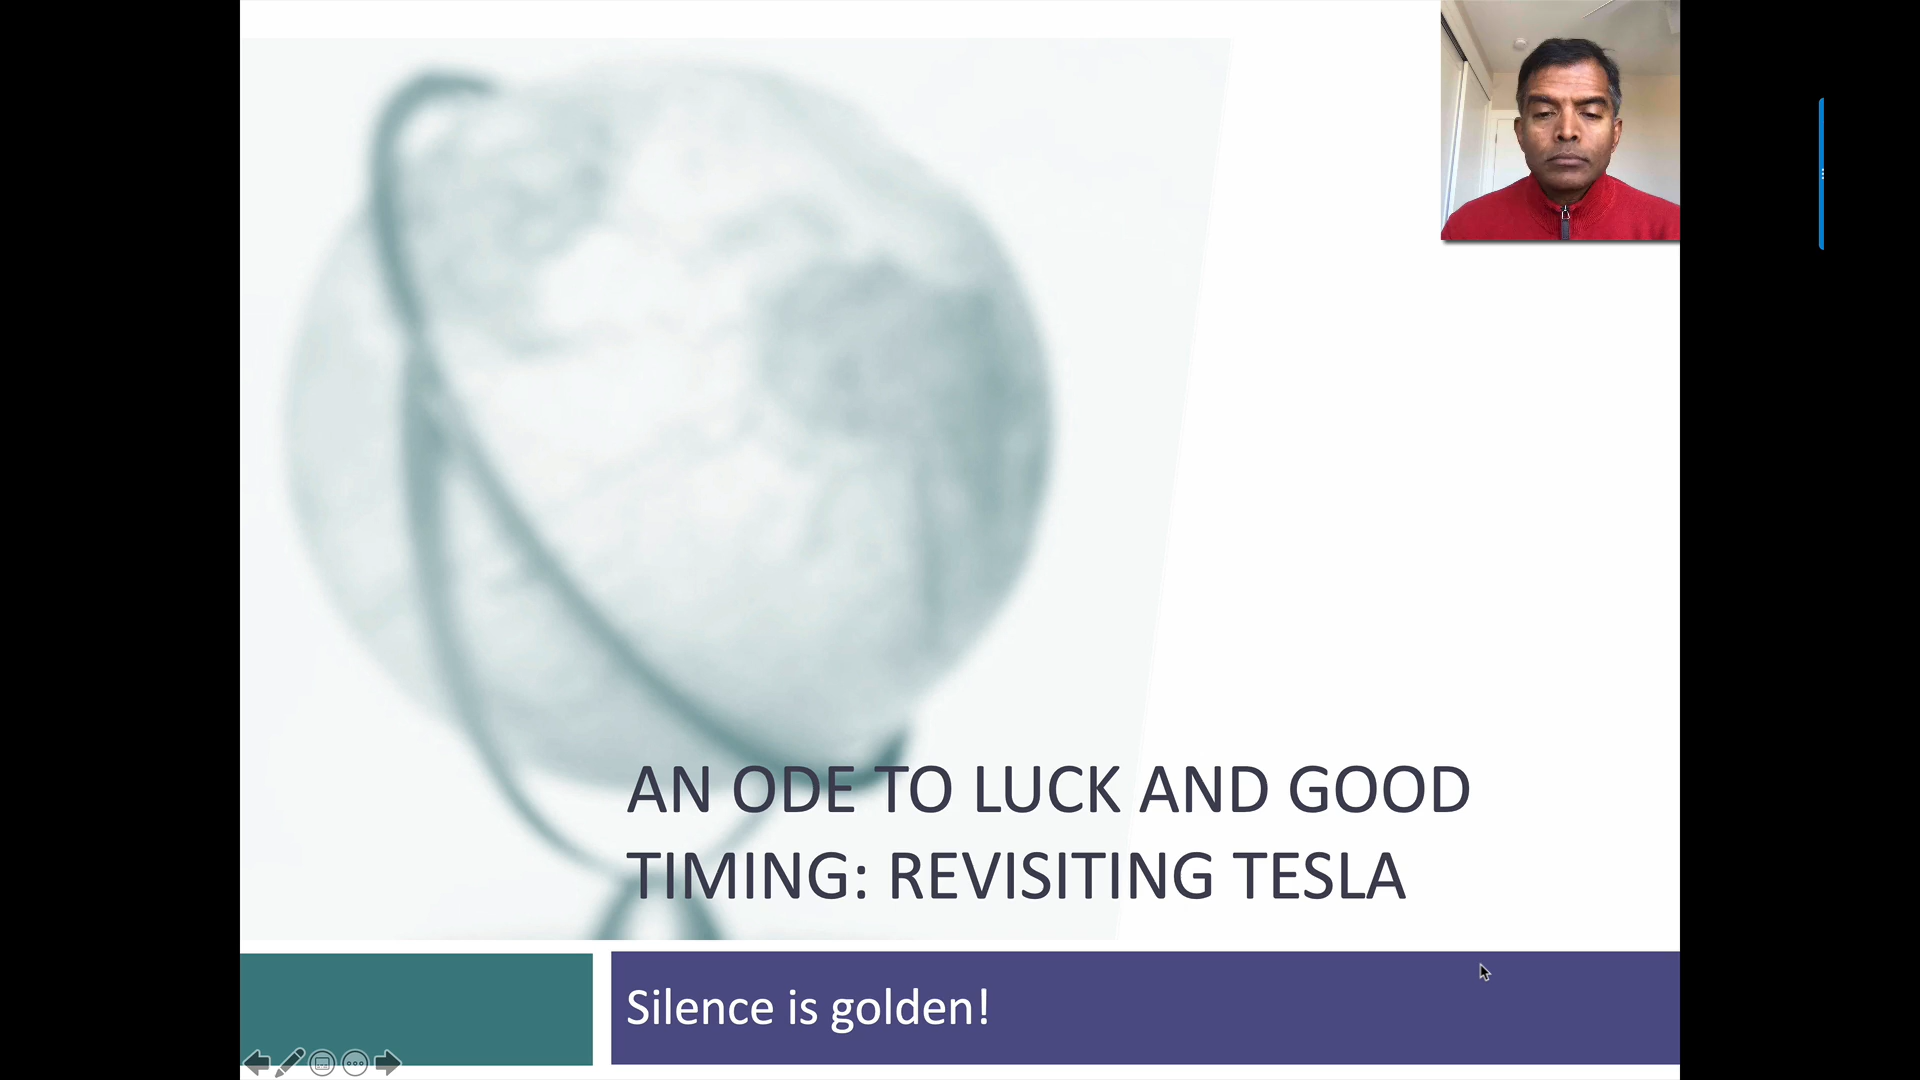 AN ODE TO LUCK AND GOOD
TIMING: REVISITING TESLA
Silence is golden!